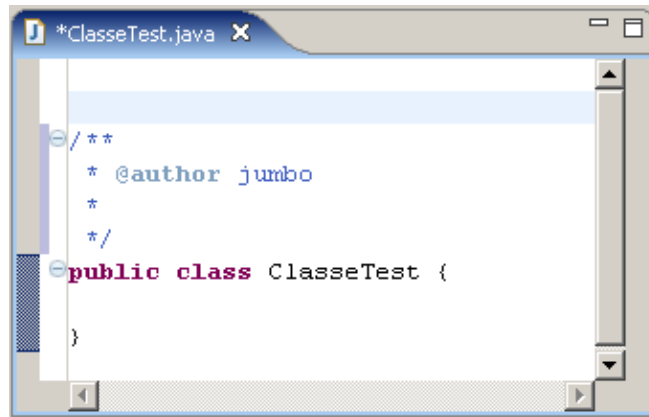 *ClasseTest.java
/**
 * @author jumbo
 *
 */
public class ClasseTest {
}